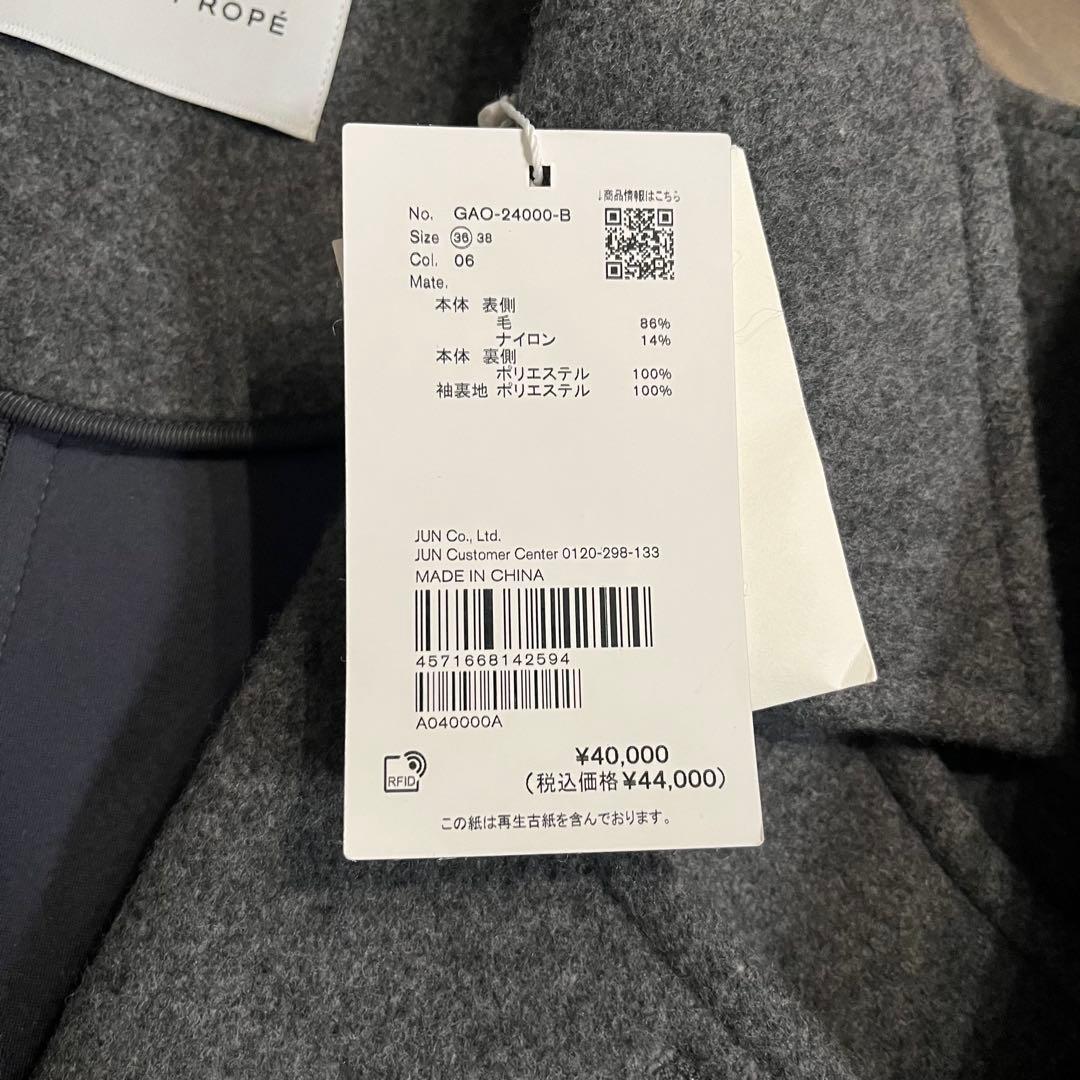 ROPÉ
↓商品情報はこちら
No. GAO-24000-B
Size 36 38
Col. 06
Mate.
本体 表側
毛 86%
ナイロン 14%
本体 裏側
ポリエステル 100%
袖裏地 ポリエステル 100%
JUN Co., Ltd.
JUN Customer Center 0120-298-133
MADE IN CHINA
4571668142594
A040000A
RFID
¥40,000
(税込価格¥44,000)
この紙は再生古紙を含んでおります。